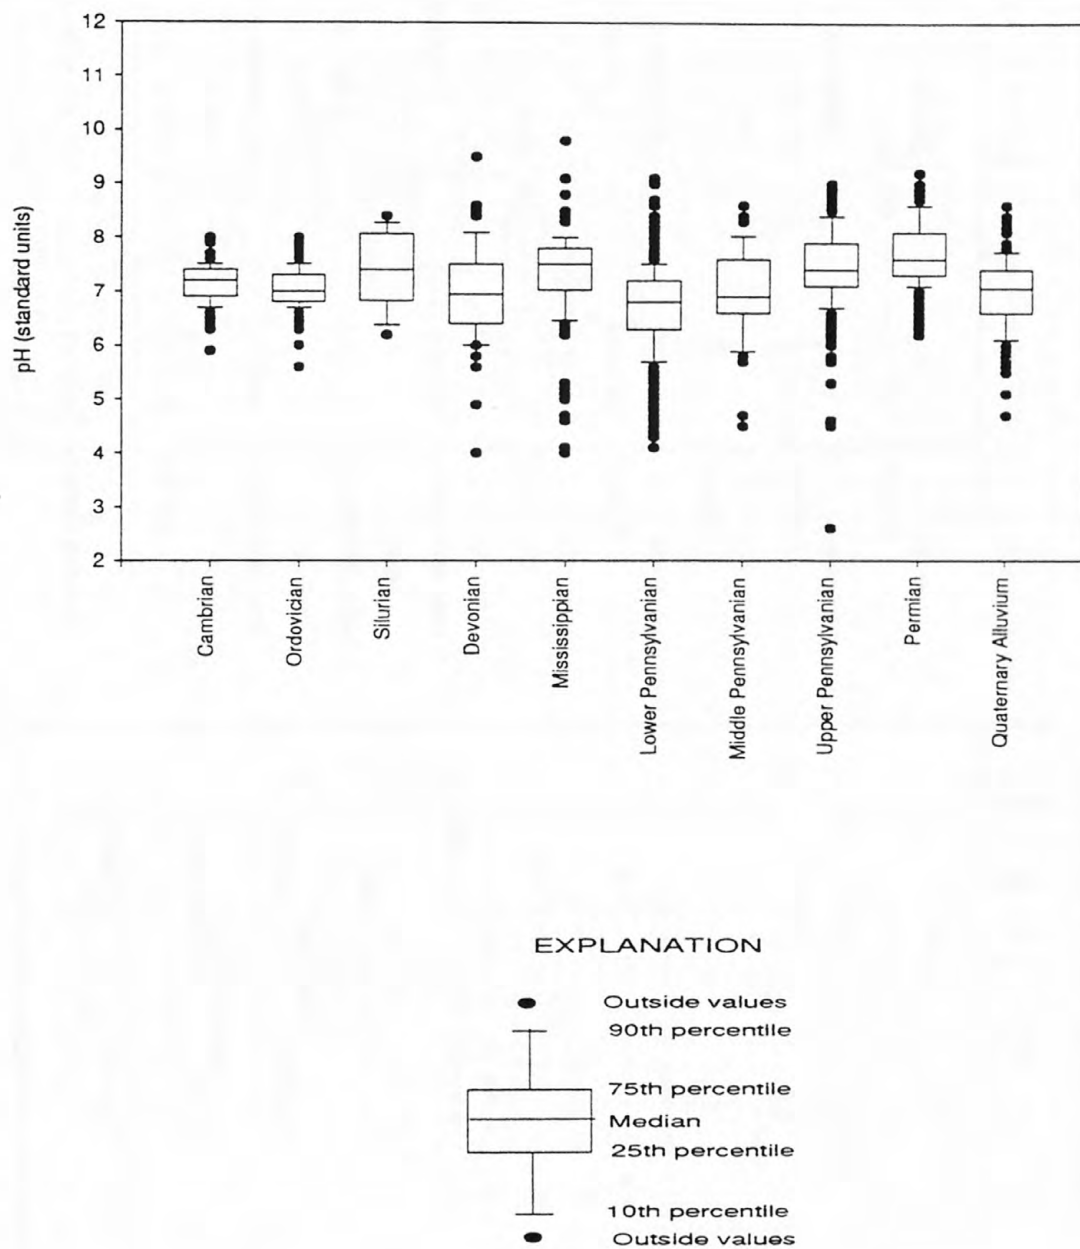 12
11
10
9
8
7
6
5
4
3
2
pH (standard units)
Cambrian
Ordovician
Silurian
Devonian
Mississippian
Lower Pennsylvanian
Middle Pennsylvanian
Upper Pennsylvanian
Permian
Quaternary Alluvium
EXPLANATION
Outside values
90th percentile
75th percentile
Median
25th percentile
10th percentile
Outside values